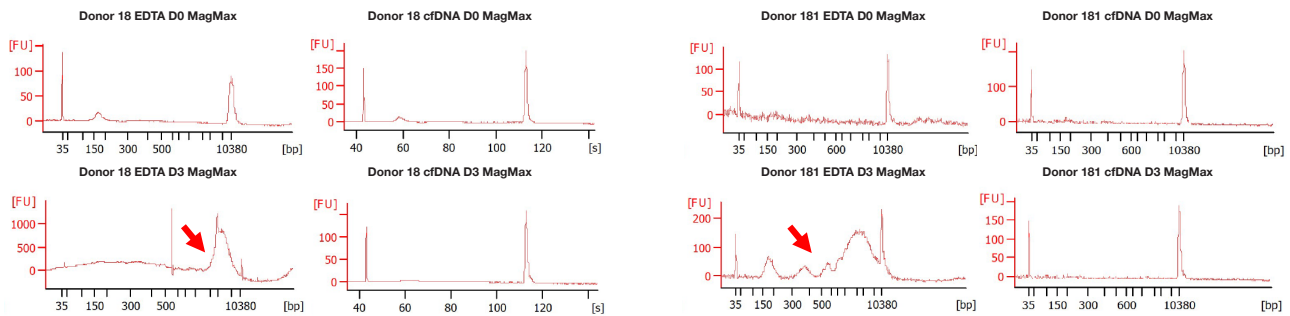 Donor 18 EDTA D0 MagMax
[FU]
100
50
0
35 150 300 500 10380 [bp]
Donor 18 cfDNA D0 MagMax
[FU]
150
100
50
0
40 60 80 100 120 [s]
Donor 181 EDTA D0 MagMax
[FU]
100
50
0
35 150 300 600 10380 [bp]
Donor 181 cfDNA D0 MagMax
[FU]
100
0
35 150 300 600 10380 [bp]
Donor 18 EDTA D3 MagMax
[FU]
1000
500
0
35 150 300 500 10380 [bp]
Donor 18 cfDNA D3 MagMax
[FU]
150
100
50
0
40 60 80 100 120 [s]
Donor 181 EDTA D3 MagMax
[FU]
200
100
0
35 150 300 500 10380 [bp]
Donor 181 cfDNA D3 MagMax
[FU]
150
100
50
0
35 150 300 600 10380 [bp]